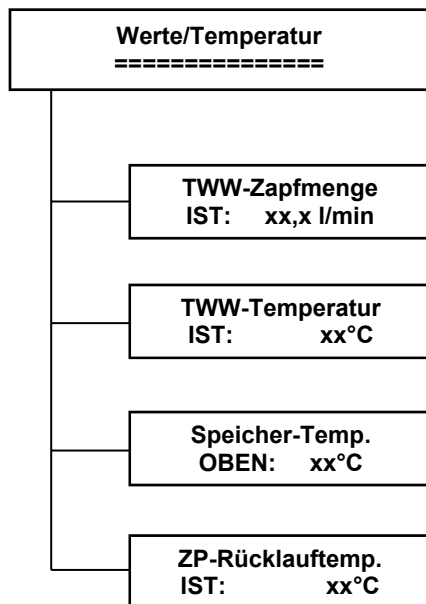 Werte/Temperatur
===============
TWW-Zapfmenge
IST: xx,x l/min
TWW-Temperatur
IST: xx°C
Speicher-Temp.
OBEN: xx°C
ZP-Rücklauftemp.
IST: xx°C